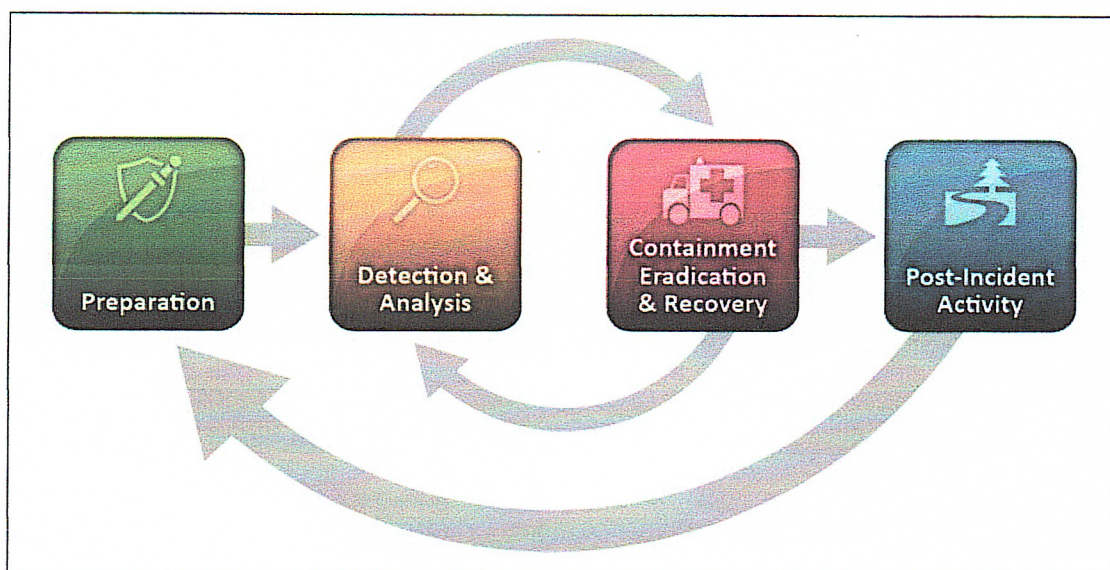 Preparation
Detection &
Analysis
Containment
Eradication
& Recovery
Post-Incident
Activity